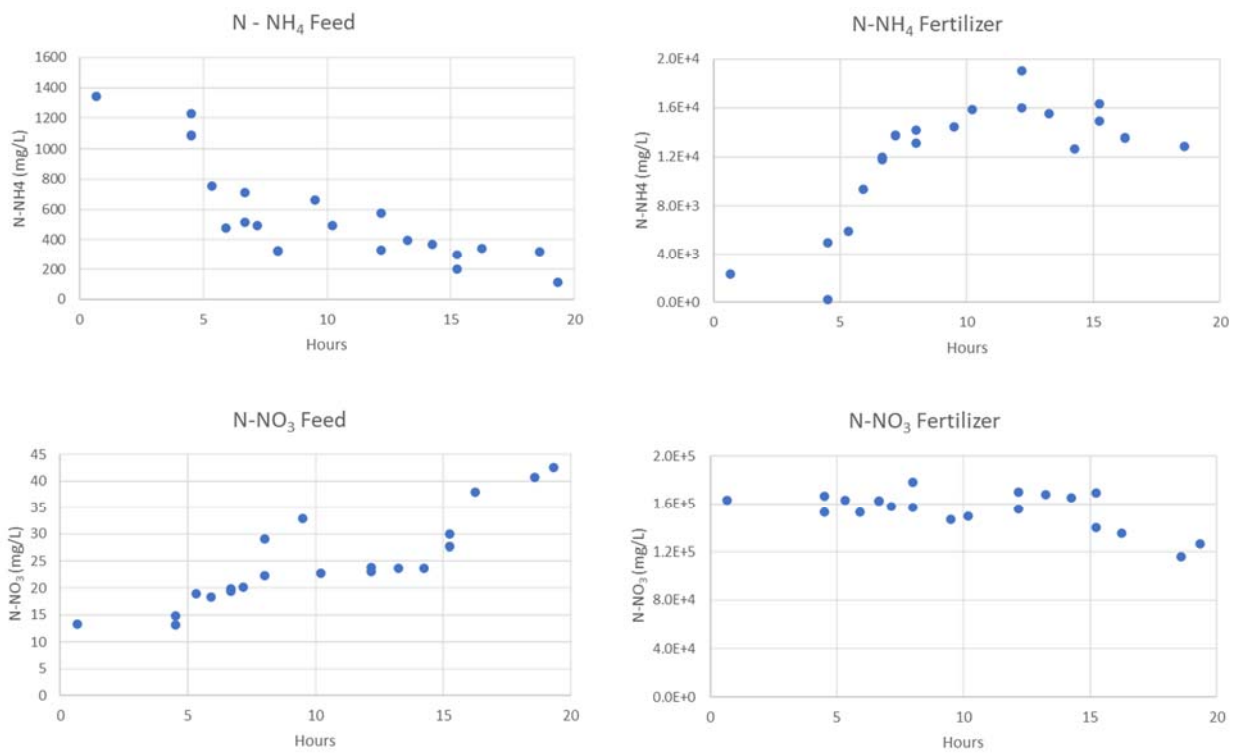 N - NH₄ Feed
1600
1400
1200
1000
800
600
400
200
0
N-NH4 (mg/L)
5
10
15
20
Hours
N-NH₄ Fertilizer
2.0E+4
1.6E+4
1.2E+4
8.0E+3
4.0E+3
0.0E+0
N-NH4 (mg/L)
0
5
10
15
20
Hours
N-NO₃ Feed
45
40
35
30
25
20
15
10
5
0
N-NO₃ (mg/L)
0
5
10
15
20
Hours
N-NO₃ Fertilizer
2.0E+5
1.6E+5
1.2E+5
8.0E+4
4.0E+4
0.0E+0
N-NO₃ (mg/L)
0
5
10
15
20
Hours